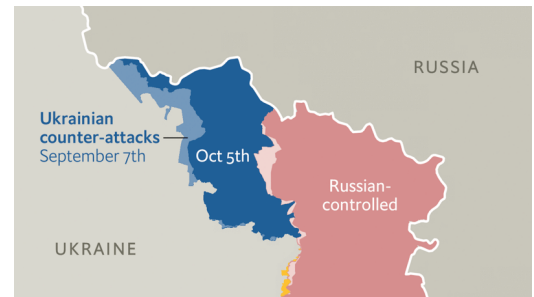 RUSSIA
Ukrainian
counter-attacks
September 7th
Oct 5th
Russian-
controlled
UKRAINE